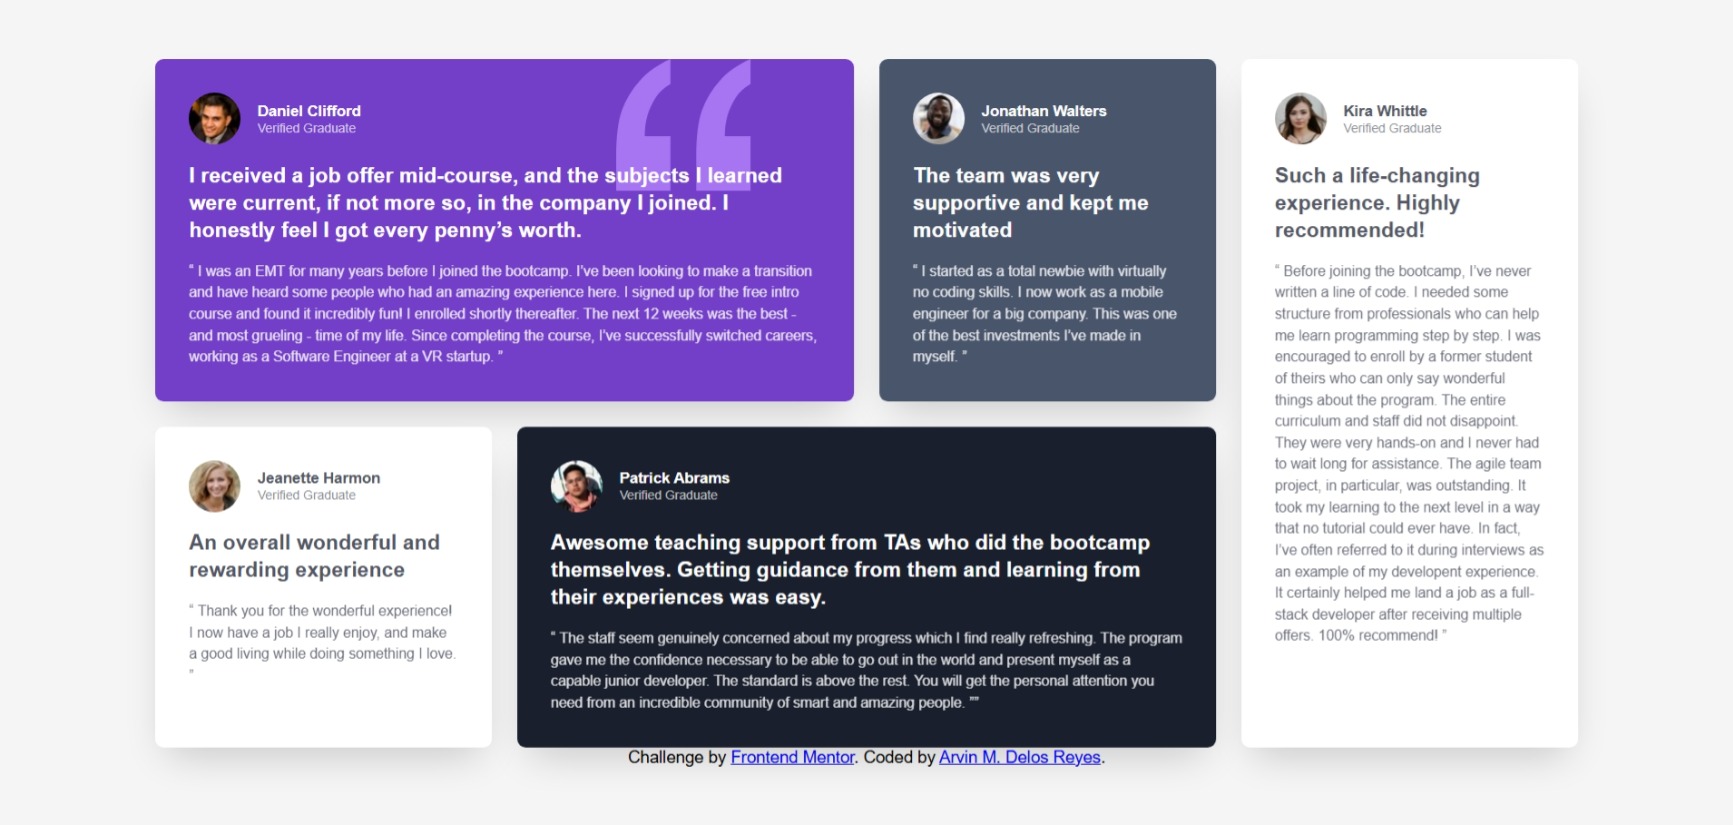 Daniel Clifford
Verified Graduate
I received a job offer mid-course, and the subjects I learned
were current, if not more so, in the company I joined. I
honestly feel I got every penny’s worth.
“ I was an EMT for many years before I joined the bootcamp. I’ve been looking to make a transition
and have heard some people who had an amazing experience here. I signed up for the free intro
course and found it incredibly fun! I enrolled shortly thereafter. The next 12 weeks was the best -
and most grueling - time of my life. Since completing the course, I’ve successfully switched careers,
working as a Software Engineer at a VR startup. ”
Jonathan Walters
Verified Graduate
The team was very
supportive and kept me
motivated
“ I started as a total newbie with virtually
no coding skills. I now work as a mobile
engineer for a big company. This was one
of the best investments I’ve made in
myself. ”
Kira Whittle
Verified Graduate
Such a life-changing
experience. Highly
recommended!
“ Before joining the bootcamp, I’ve never
written a line of code. I needed some
structure from professionals who can help
me learn programming step by step. I was
encouraged to enroll by a former student
of theirs who can only say wonderful
things about the program. The entire
curriculum and staff did not disappoint.
They were very hands-on and I never had
to wait long for assistance. The agile team
project, in particular, was outstanding. It
took my learning to the next level in a way
that no tutorial could ever have. In fact,
I’ve often referred to it during interviews as
an example of my developent experience.
It certainly helped me land a job as a full-
stack developer after receiving multiple
offers. 100% recommend! ”
Jeanette Harmon
Verified Graduate
An overall wonderful and
rewarding experience
“ Thank you for the wonderful experience!
I now have a job I really enjoy, and make
a good living while doing something I love.
”
Patrick Abrams
Verified Graduate
Awesome teaching support from TAs who did the bootcamp
themselves. Getting guidance from them and learning from
their experiences was easy.
“ The staff seem genuinely concerned about my progress which I find really refreshing. The program
gave me the confidence necessary to be able to go out in the world and present myself as a
capable junior developer. The standard is above the rest. You will get the personal attention you
need from an incredible community of smart and amazing people. ””
Challenge by Frontend Mentor. Coded by Arvin M. Delos Reyes.